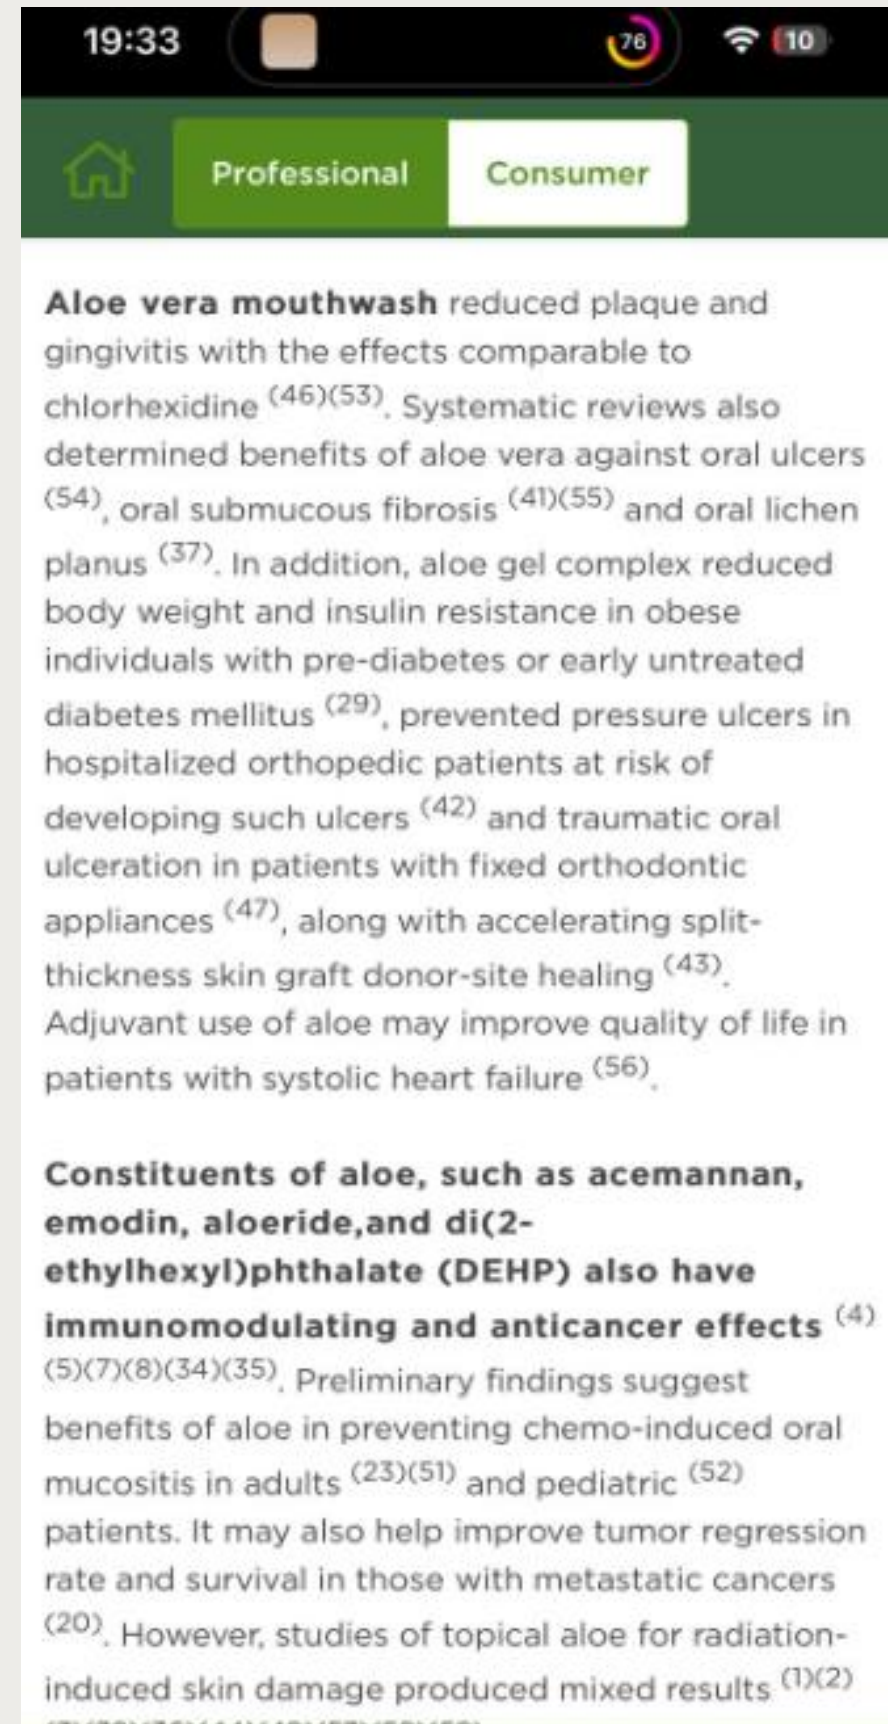 19:33
76
10
Professional
Consumer
Aloe vera mouthwash reduced plaque and
gingivitis with the effects comparable to
chlorhexidine (46)(53). Systematic reviews also
determined benefits of aloe vera against oral ulcers
(54), oral submucous fibrosis (41)(55) and oral lichen
planus (37). In addition, aloe gel complex reduced
body weight and insulin resistance in obese
individuals with pre-diabetes or early untreated
diabetes mellitus (29), prevented pressure ulcers in
hospitalized orthopedic patients at risk of
developing such ulcers (42) and traumatic oral
ulceration in patients with fixed orthodontic
appliances (47), along with accelerating split-
thickness skin graft donor-site healing (43).
Adjuvant use of aloe may improve quality of life in
patients with systolic heart failure (56).
Constituents of aloe, such as acemannan,
emodin, aloeride,and di(2-
ethylhexyl)phthalate (DEHP) also have
immunomodulating and anticancer effects (4)
(5)(7)(8)(34)(35). Preliminary findings suggest
benefits of aloe in preventing chemo-induced oral
mucositis in adults (23)(51) and pediatric (52)
patients. It may also help improve tumor regression
rate and survival in those with metastatic cancers
(20). However, studies of topical aloe for radiation-
induced skin damage produced mixed results (1)(2)